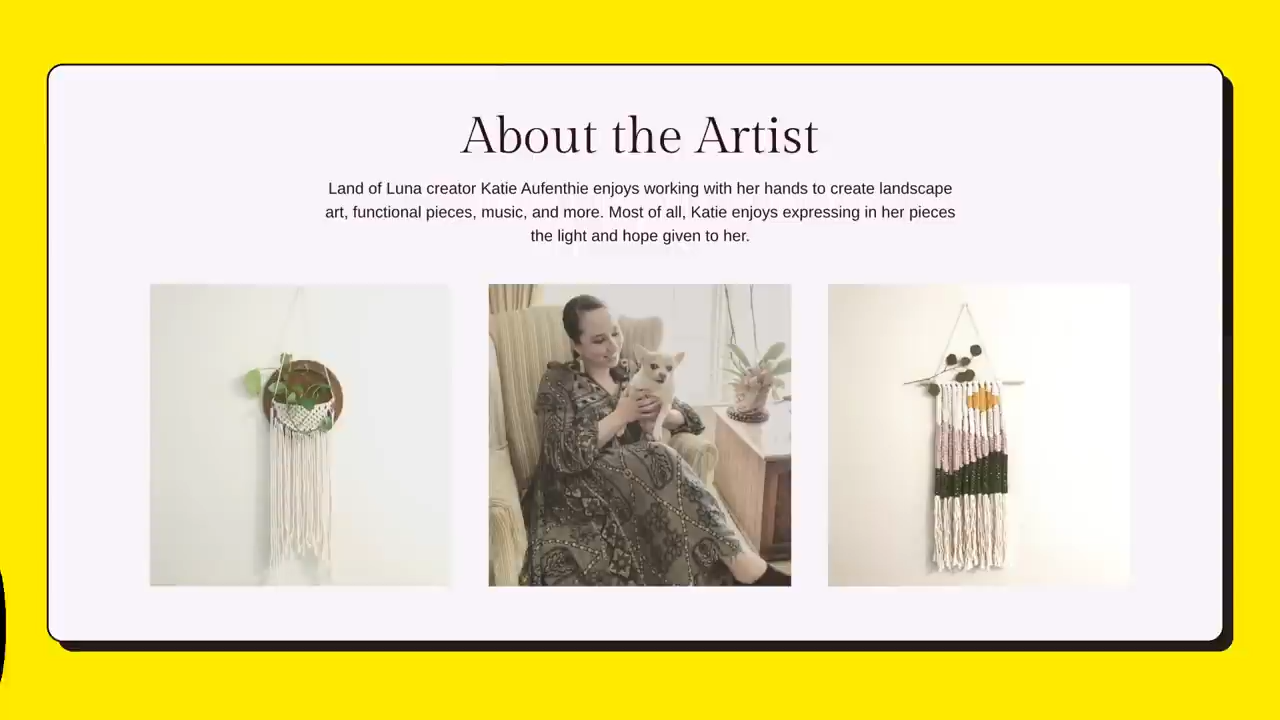 About the Artist
Land of Luna creator Katie Aufenthie enjoys working with her hands to create landscape
art, functional pieces, music, and more. Most of all, Katie enjoys expressing in her pieces
the light and hope given to her.